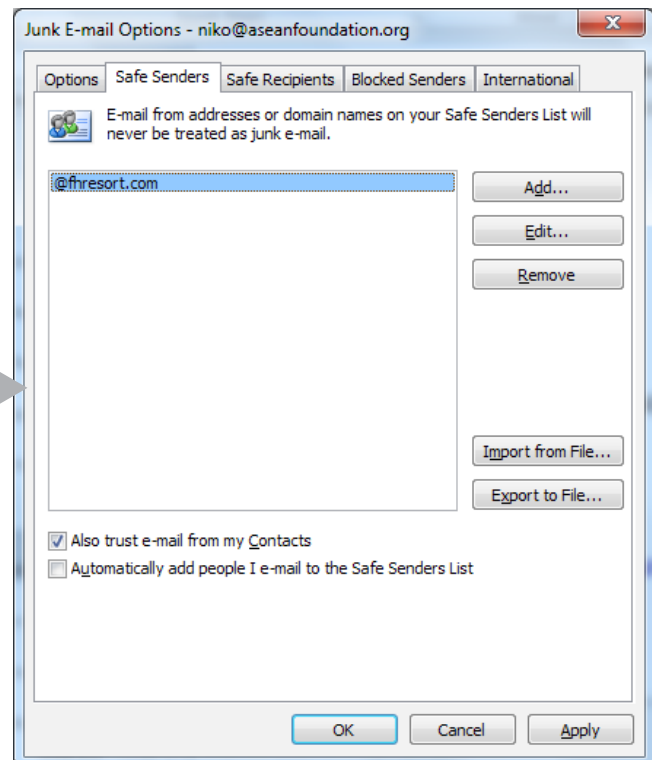 Junk E-mail Options - niko@aseanfoundation.org
Options Safe Senders Safe Recipients Blocked Senders International
E-mail from addresses or domain names on your Safe Senders List will
never be treated as junk e-mail.
@fhresort.com
Add...
Edit...
Remove
Import from File...
Export to File...
Also trust e-mail from my Contacts
Automatically add people I e-mail to the Safe Senders List
OK Cancel Apply